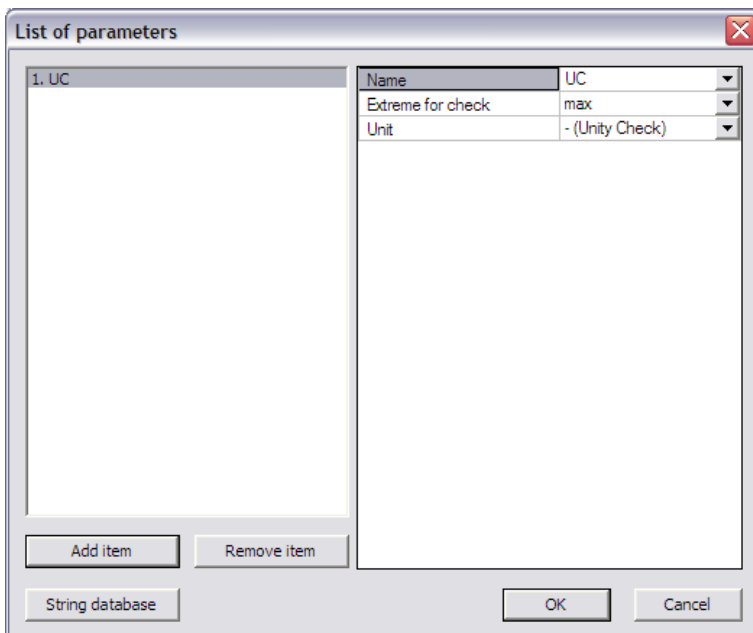 List of parameters
1. UC
Name UC
Extreme for check max
Unit - (Unity Check)
Add item Remove item
String database OK Cancel